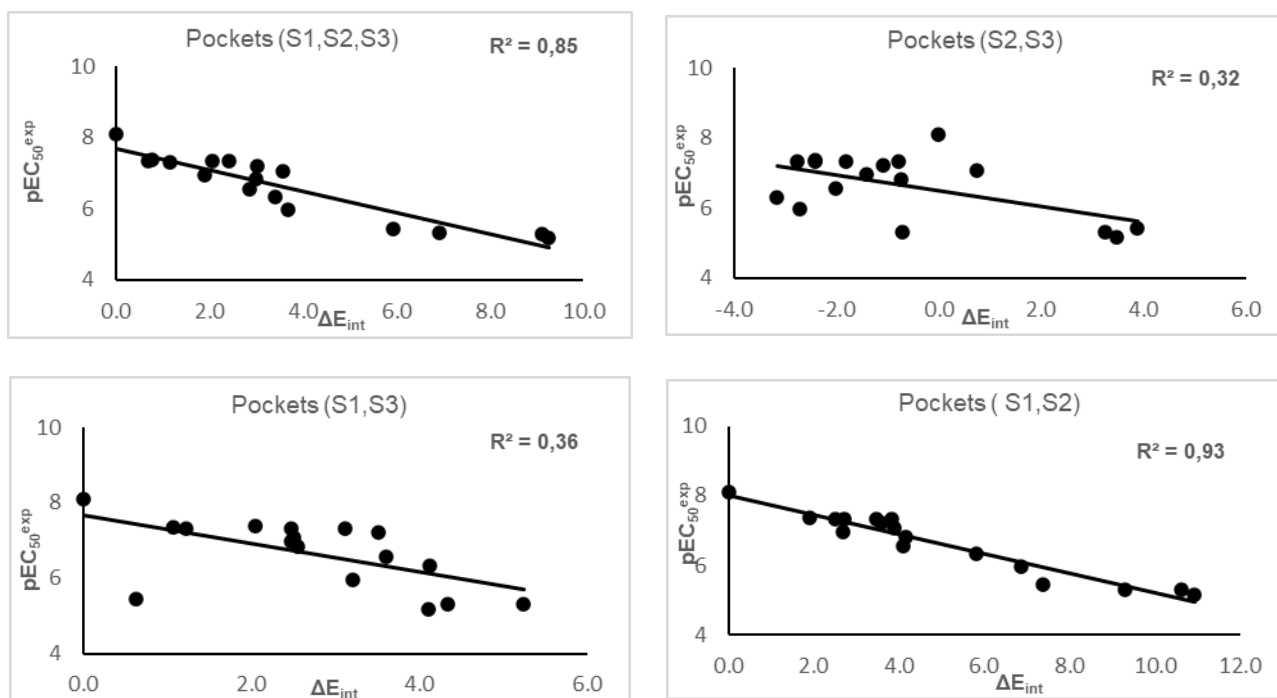 Pockets (S1,S2,S3)
R² = 0,85
pEC₅₀ᵉˣᵖ
10
8
6
4
0.0 2.0 4.0 6.0 8.0 10.0
ΔEᵢₙₜ
Pockets (S2,S3)
R² = 0,32
pEC₅₀ᵉˣᵖ
10
8
6
4
-4.0 -2.0 0.0 2.0 4.0 6.0
ΔEᵢₙₜ
Pockets (S1,S3)
R² = 0,36
pEC₅₀ᵉˣᵖ
10
8
6
4
0.0 2.0 4.0 6.0
ΔEᵢₙₜ
Pockets ( S1,S2)
R² = 0,93
pEC₅₀ᵉˣᵖ
10
8
6
4
0.0 2.0 4.0 6.0 8.0 10.0 12.0
ΔEᵢₙₜ